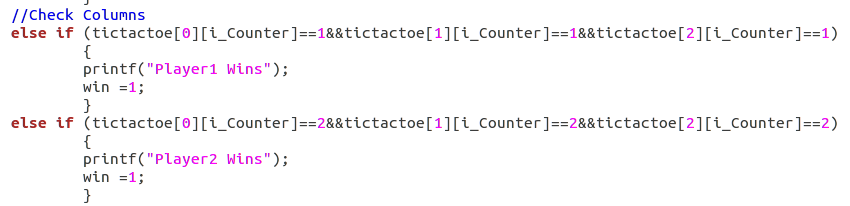 }
//Check Columns
else if (tictactoe[0][i_Counter]==1&&tictactoe[1][i_Counter]==1&&tictactoe[2][i_Counter]==1)
{
printf("Player1 Wins");
win =1;
}
else if (tictactoe[0][i_Counter]==2&&tictactoe[1][i_Counter]==2&&tictactoe[2][i_Counter]==2)
{
printf("Player2 Wins");
win =1;
}